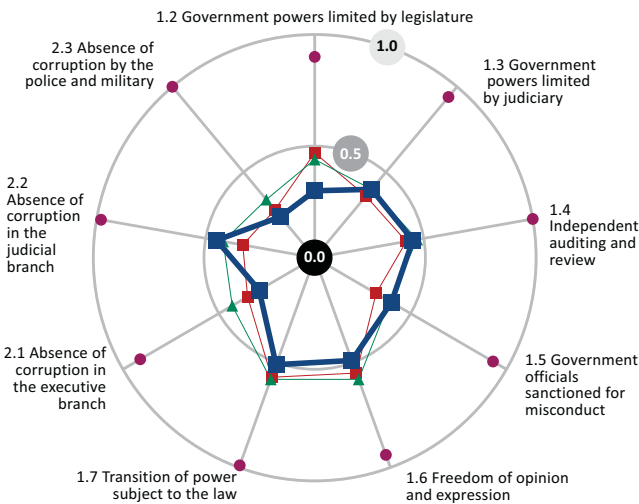 1.2 Government powers limited by legislature
1.0
2.3 Absence of
corruption by the
police and military
1.3 Government
powers limited
by judiciary
0.5
2.2
Absence of
corruption
in the
judicial
branch
1.4
Independent
auditing and
review
0.0
2.1 Absence of
corruption in
the executive
branch
1.5 Government
officials
sanctioned for
misconduct
1.7 Transition of power
subject to the law
1.6 Freedom of opinion
and expression